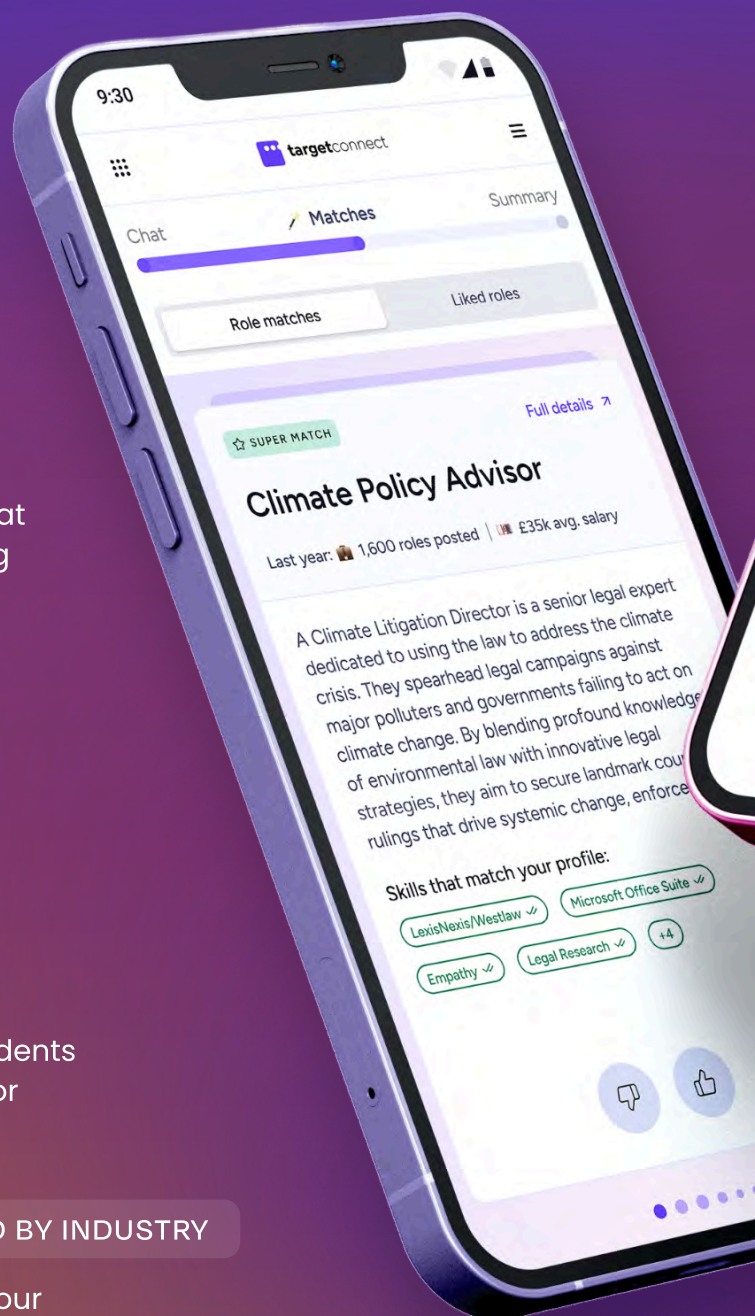 9:30
targetconnect
Chat
Matches
Summary
Role matches
Liked roles
SUPER MATCH
Full details
Climate Policy Advisor
Last year: 1,600 roles posted | £35k avg. salary
A Climate Litigation Director is a senior legal expert
dedicated to using the law to address the climate
crisis. They spearhead legal campaigns against
major polluters and governments failing to act on
climate change. By blending profound knowledge
of environmental law with innovative legal
strategies, they aim to secure landmark
rulings that drive systemic change, enforce
Skills that match your profile:
LexisNexis/Westlaw
Microsoft Office Suite
Empathy
Legal Research
+4
BY INDUSTRY